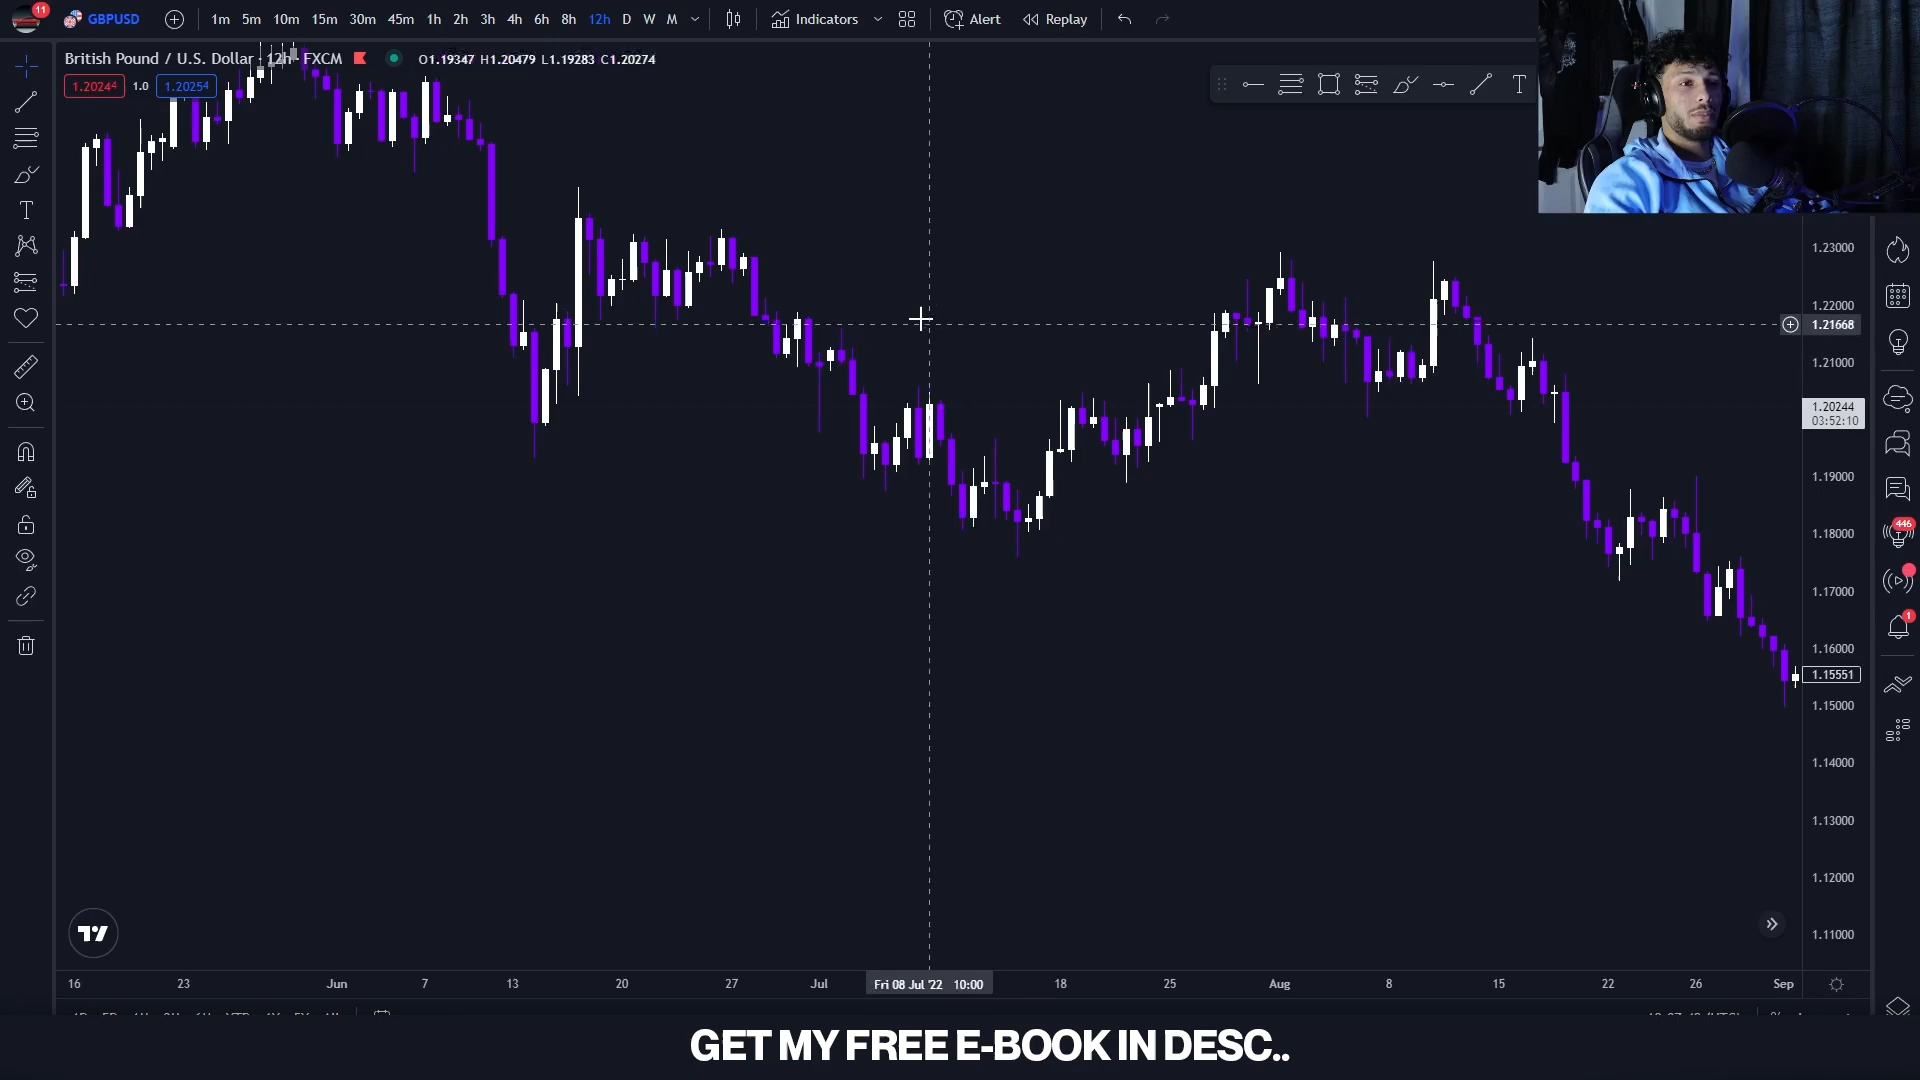 11
GBPUSD
1m 5m 10m 15m 30m 45m 1h 2h 3h 4h 6h 8h 12h D W M
Indicators
Alert
Replay
British Pound / U.S. Dollar · 12h · FXCM
O1.19347 H1.20479 L1.19283 C1.20274
1.20244 1.0 1.20254
T
T
1.23000
1.22000
1.21668
1.21000
1.20244
03:52:10
1.19000
1.18000
446
1.17000
1
1.16000
1.15551
1.15000
1.14000
1.13000
1.12000
1.11000
16 23 Jun 7 13 20 27 Jul Fri 08 Jul '22 10:00 18 25 Aug 8 15 22 26 Sep
GET MY FREE E-BOOK IN DESC..